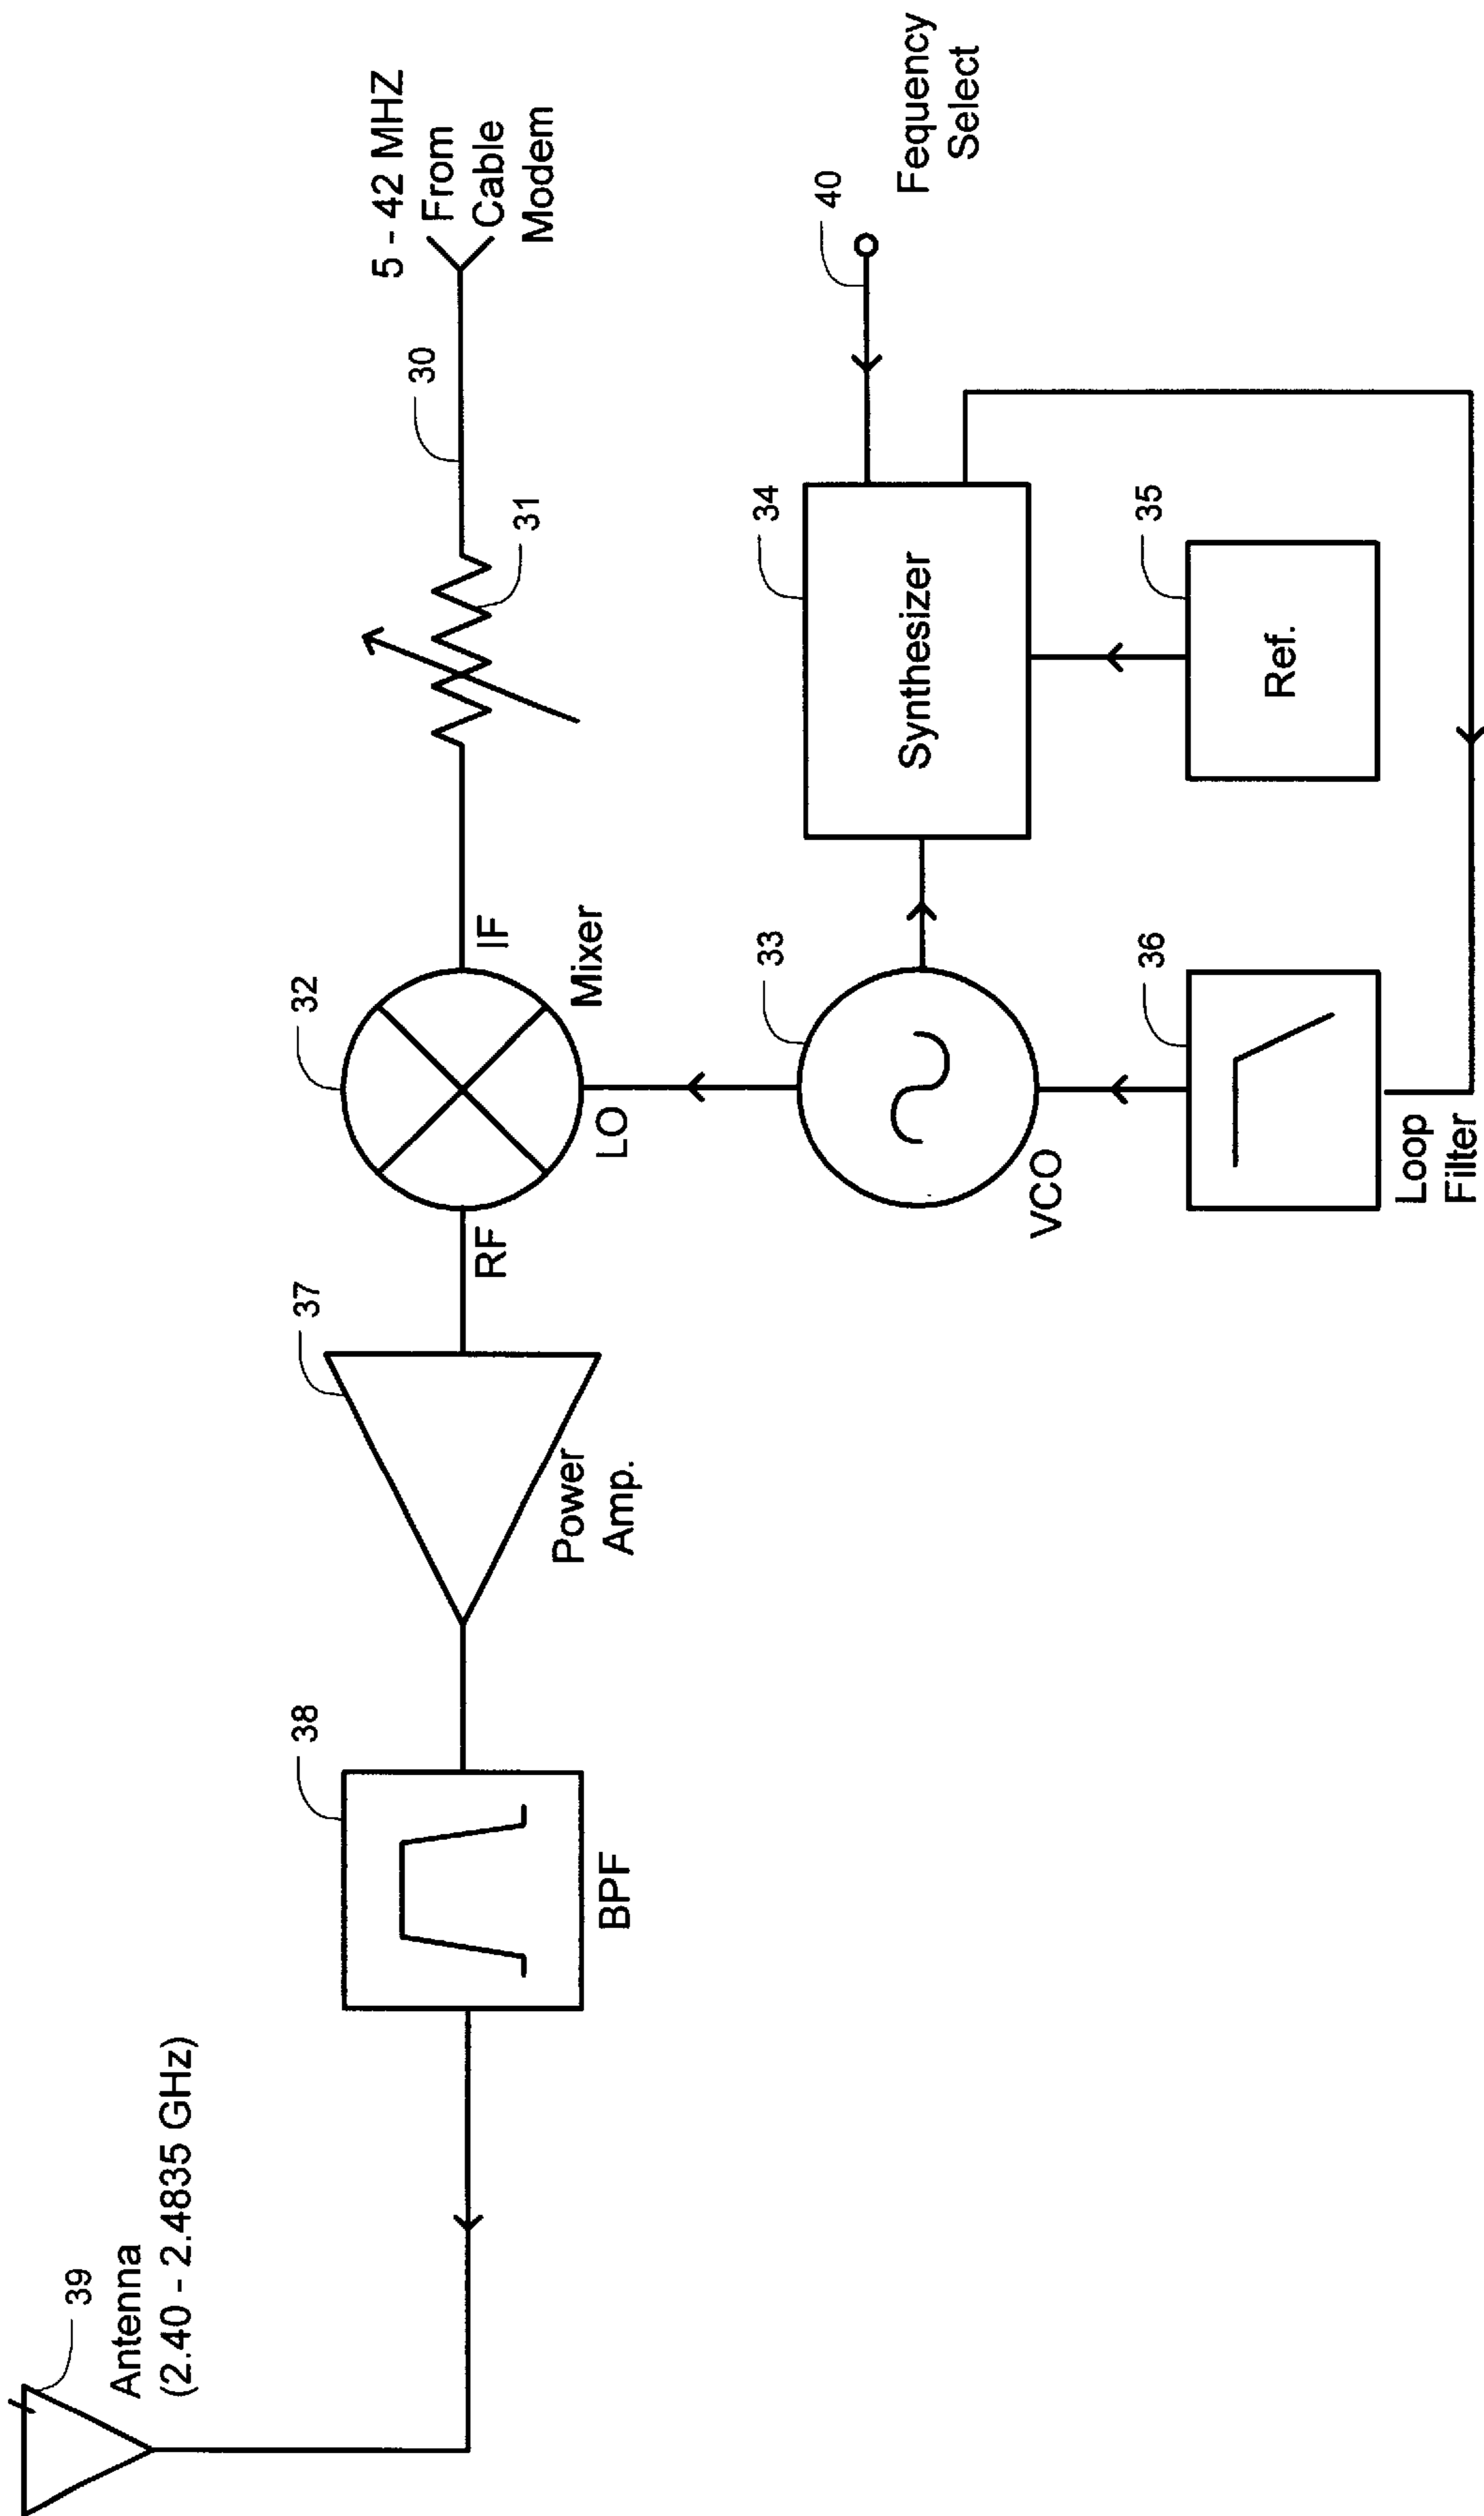 39
Antenna
(2.40 - 2.4835 GHz)
38
BPF
37
Power
Amp.
RF
32
IF
Mixer
LO
31
30
5 - 42 MHZ
From
Cable
Modem
33
VCO
34
Synthesizer
40
Fequency
Select
35
Ref.
36
Loop
Filter